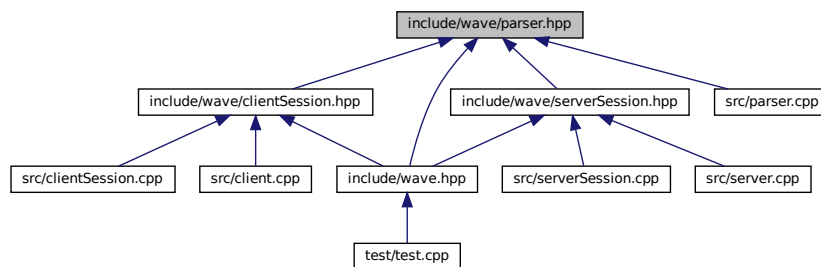 include/wave/parser.hpp
include/wave/clientSession.hpp
include/wave/serverSession.hpp
src/parser.cpp
src/clientSession.cpp
src/client.cpp
include/wave.hpp
src/serverSession.cpp
src/server.cpp
test/test.cpp